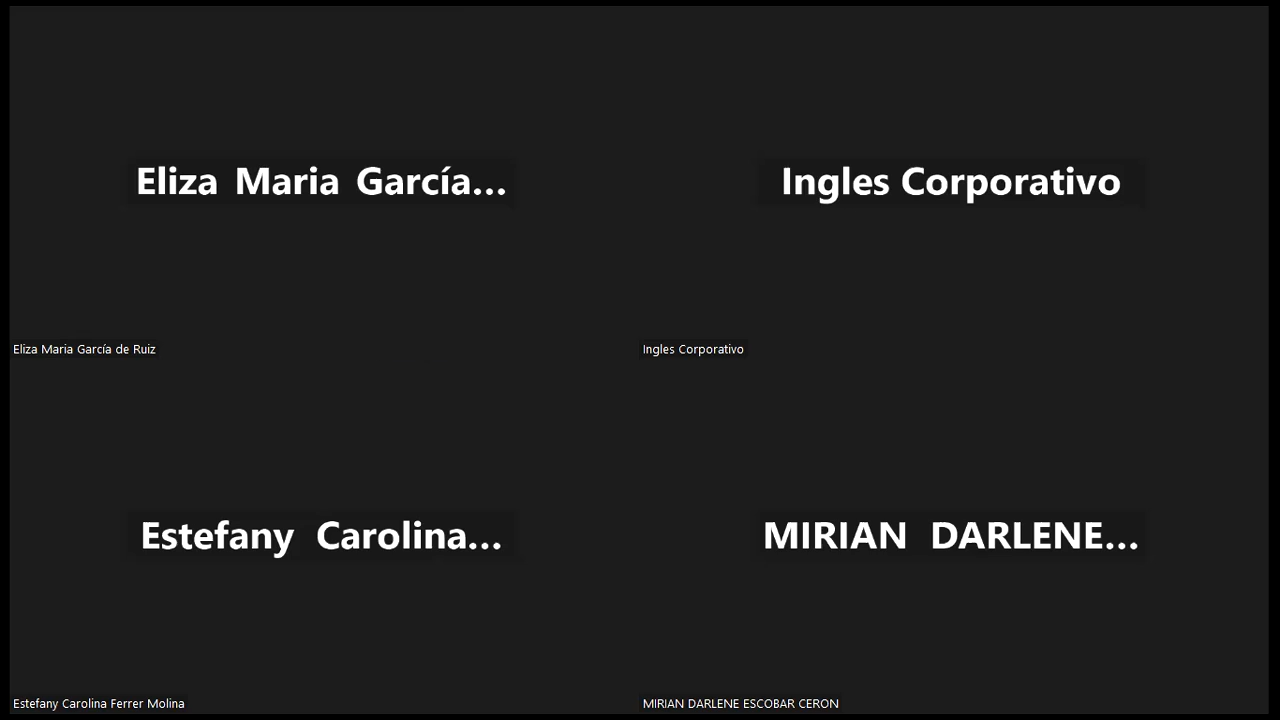 Eliza Maria García...
Ingles Corporativo
Eliza Maria García de Ruiz
Ingles Corporativo
Estefany Carolina...
MIRIAN DARLENE...
Estefany Carolina Ferrer Molina
MIRIAN DARLENE ESCOBAR CERON